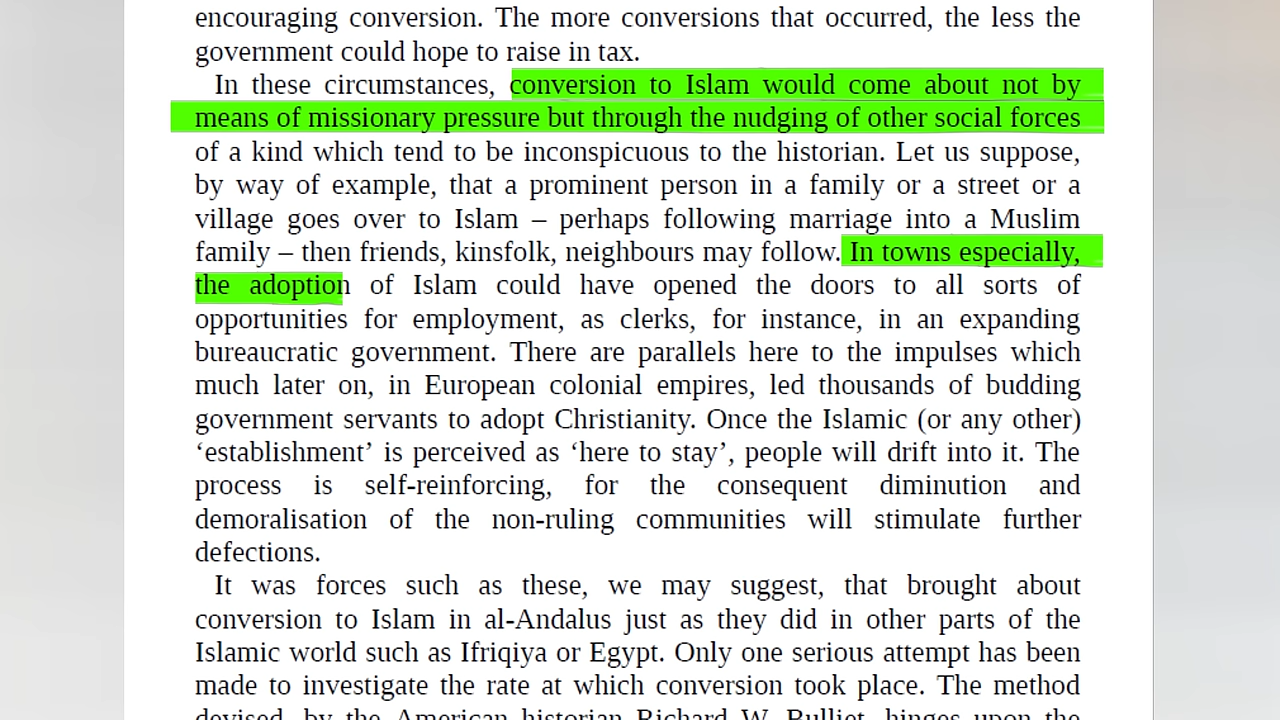 encouraging conversion. The more conversions that occurred, the less the
government could hope to raise in tax.
In these circumstances, conversion to Islam would come about not by
means of missionary pressure but through the nudging of other social forces
of a kind which tend to be inconspicuous to the historian. Let us suppose,
by way of example, that a prominent person in a family or a street or a
village goes over to Islam – perhaps following marriage into a Muslim
family – then friends, kinsfolk, neighbours may follow. In towns especially,
the adoption of Islam could have opened the doors to all sorts of
opportunities for employment, as clerks, for instance, in an expanding
bureaucratic government. There are parallels here to the impulses which
much later on, in European colonial empires, led thousands of budding
government servants to adopt Christianity. Once the Islamic (or any other)
‘establishment’ is perceived as ‘here to stay’, people will drift into it. The
process is self-reinforcing, for the consequent diminution and
demoralisation of the non-ruling communities will stimulate further
defections.
It was forces such as these, we may suggest, that brought about
conversion to Islam in al-Andalus just as they did in other parts of the
Islamic world such as Ifriqiya or Egypt. Only one serious attempt has been
made to investigate the rate at which conversion took place. The method
devised, by the American historian Richard W. Bulliet, hinges upon the